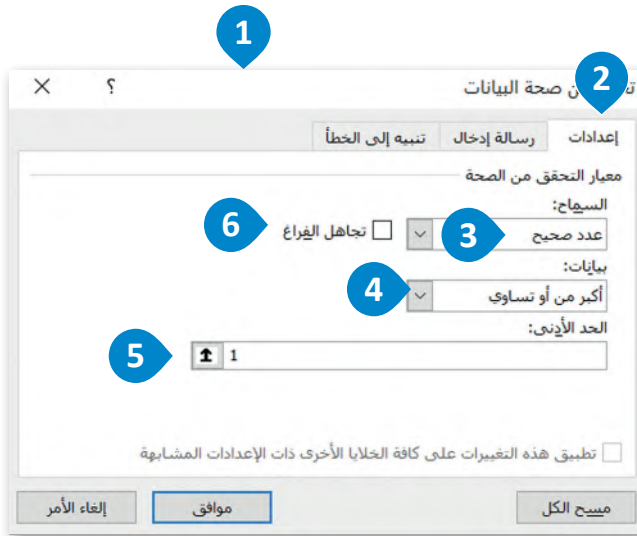 1
صحة البيانات ؟ ×
2
إعدادات رسالة إدخال تنبيه إلى الخطأ
معيار التحقق من الصحة
السماح:
عدد صحيح 3 تجاهل الفراغ 6
بيانات:
أكبر من أو تساوي 4
الحد الأدنى:
1 5
تطبيق هذه التغييرات على كافة الخلايا الأخرى ذات الإعدادات المشابهة
مسح الكل موافق إلغاء الأمر